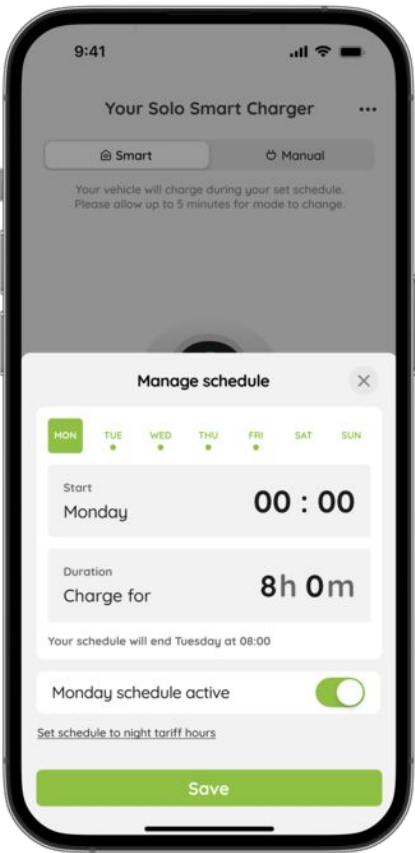 9:41
Your Solo Smart Charger
Smart
Manual
Your vehicle will charge during your set schedule.
Please allow up to 5 minutes for mode to change.
Manage schedule
MON TUE WED THU FRI SAT SUN
Start
Monday
00 : 00
Duration
Charge for
8h 0m
Your schedule will end Tuesday at 08:00
Monday schedule active
Set schedule to night tariff hours
Save